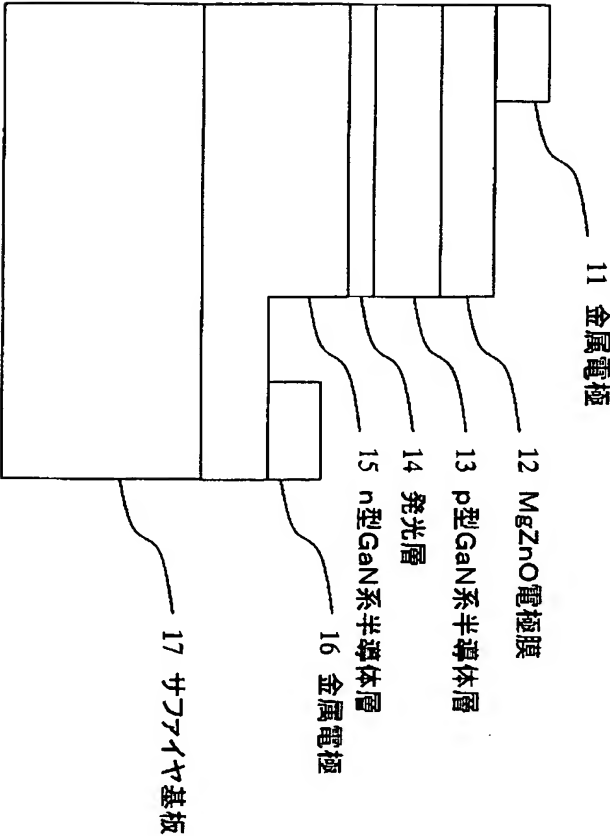 11 金属電極
12 MgZnO電極膜
13 p型GaN系半導体層
14 発光層
15 n型GaN系半導体層
16 金属電極
17 サファイヤ基板